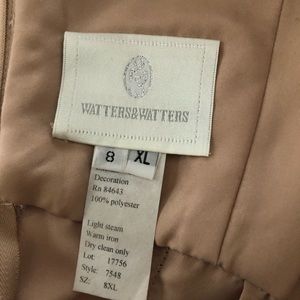 WATTERS&WATTERS
8 XL
Decoration
Rn 84643
100% polyester
Light steam
Warm iron
Dry clean only
Lot: 17756
Style: 7548
SZ: 8XL